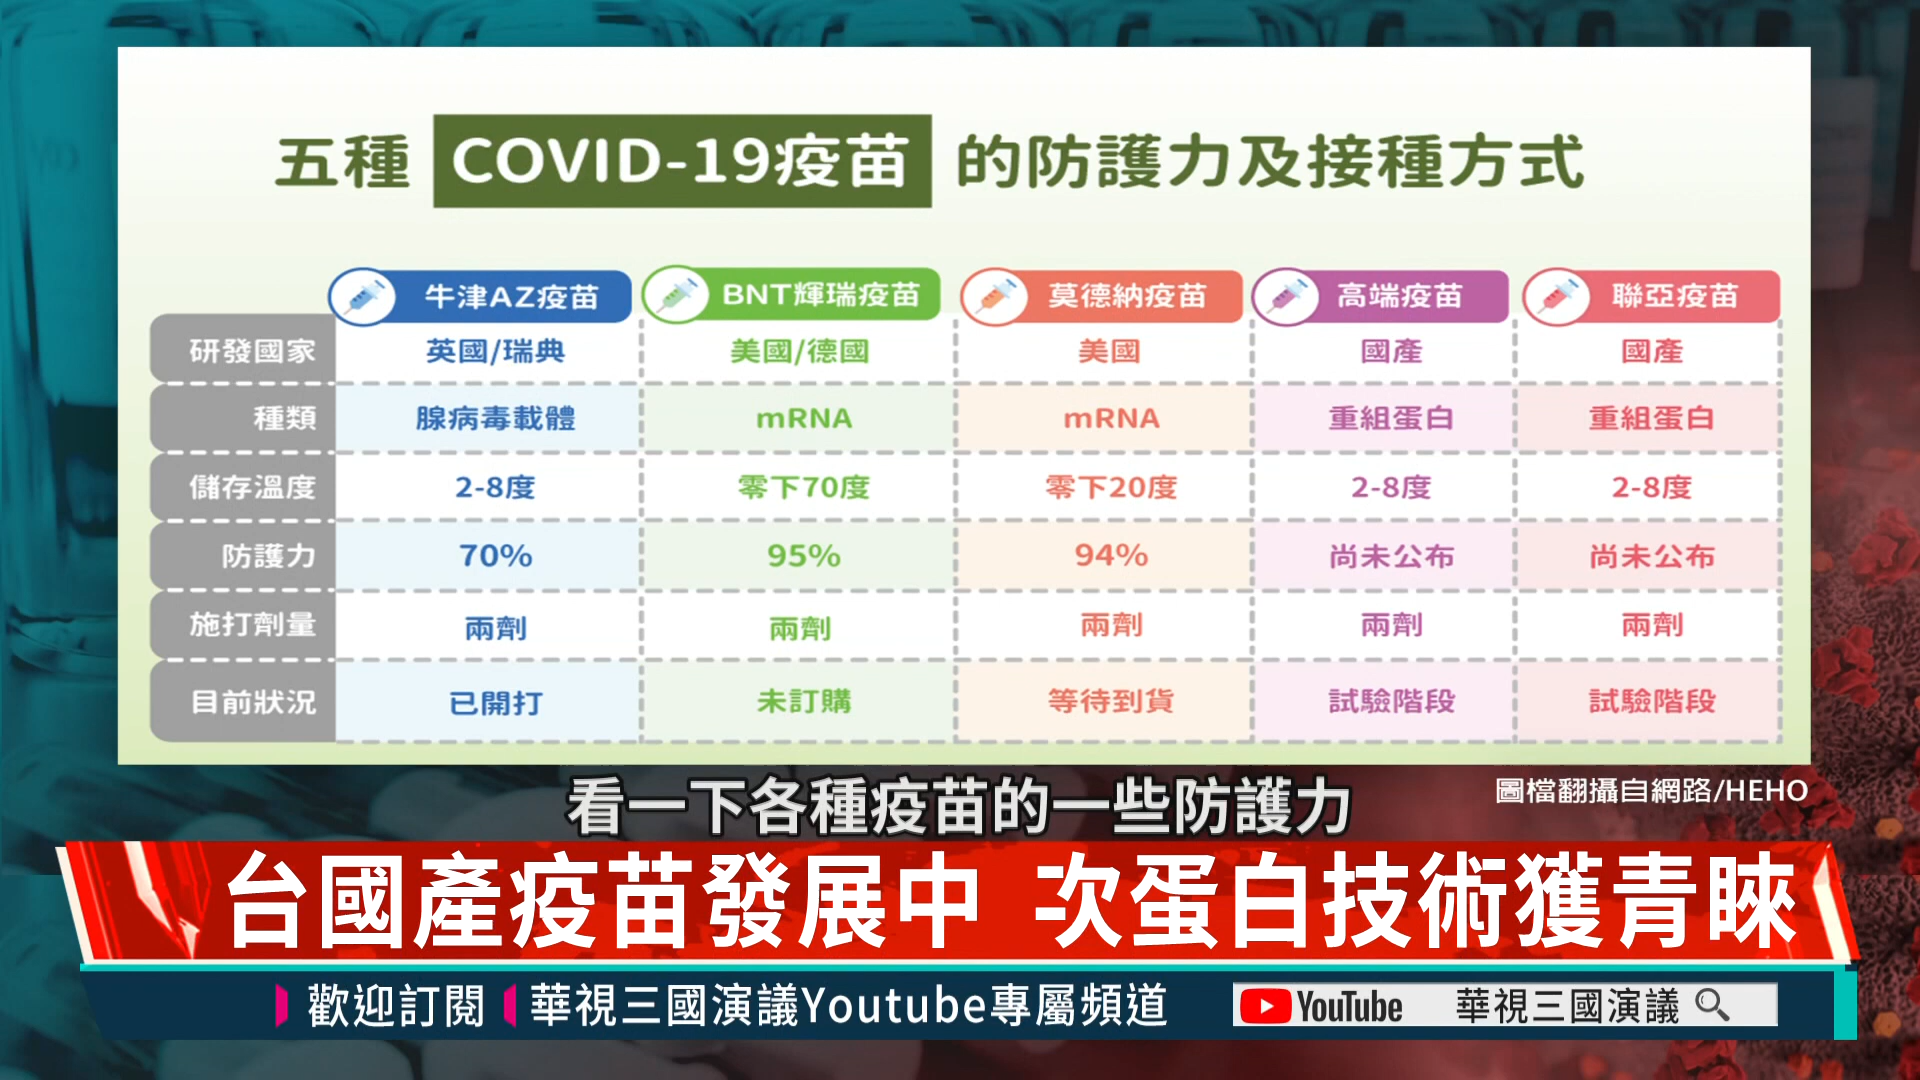 五種 COVID-19疫苗 的防護力及接種方式
牛津AZ疫苗 BNT輝瑞疫苗 莫德納疫苗 高端疫苗 聯亞疫苗
研發國家 英國/瑞典 美國/德國 美國 國產 國產
種類 腺病毒載體 mRNA mRNA 重組蛋白 重組蛋白
儲存溫度 2-8度 零下70度 零下20度 2-8度 2-8度
防護力 70% 95% 94% 尚未公布 尚未公布
施打劑量 兩劑 兩劑 兩劑 兩劑 兩劑
目前狀況 已開打 未訂購 等待到貨 試驗階段 試驗階段
圖檔翻攝自網路/HEHO
看一下各種疫苗的一些防護力
台國產疫苗發展中 次蛋白技術獲青睞
歡迎訂閱 華視三國演議Youtube專屬頻道
YouTube 華視三國演議